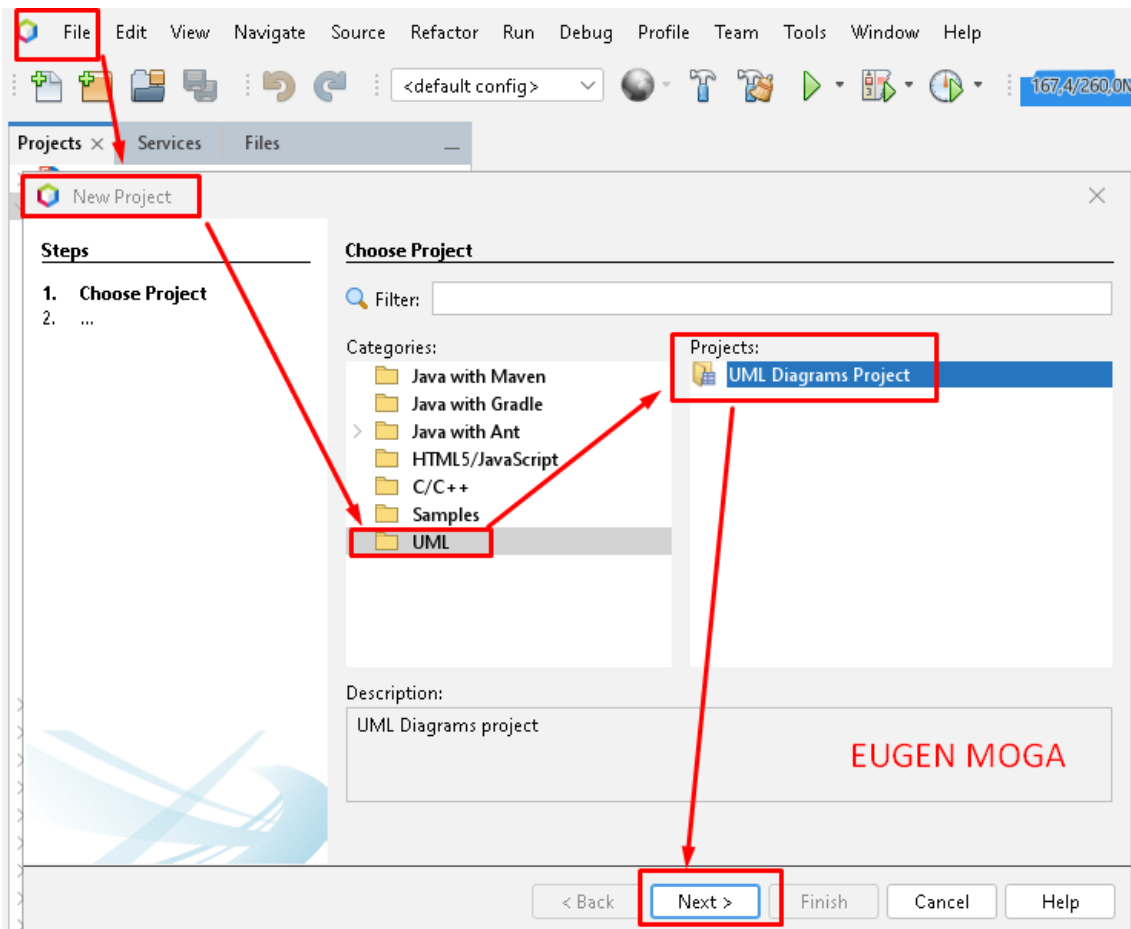 File Edit View Navigate Source Refactor Run Debug Profile Team Tools Window Help
<default config> 167,4/260,0
Projects Services Files
New Project
Steps
1. Choose Project
2. ...
Choose Project
Filter:
Categories:
Java with Maven
Java with Gradle
Java with Ant
HTML5/JavaScript
C/C++
Samples
UML
Projects:
UML Diagrams Project
Description:
UML Diagrams project
EUGEN MOGA
< Back Next > Finish Cancel Help